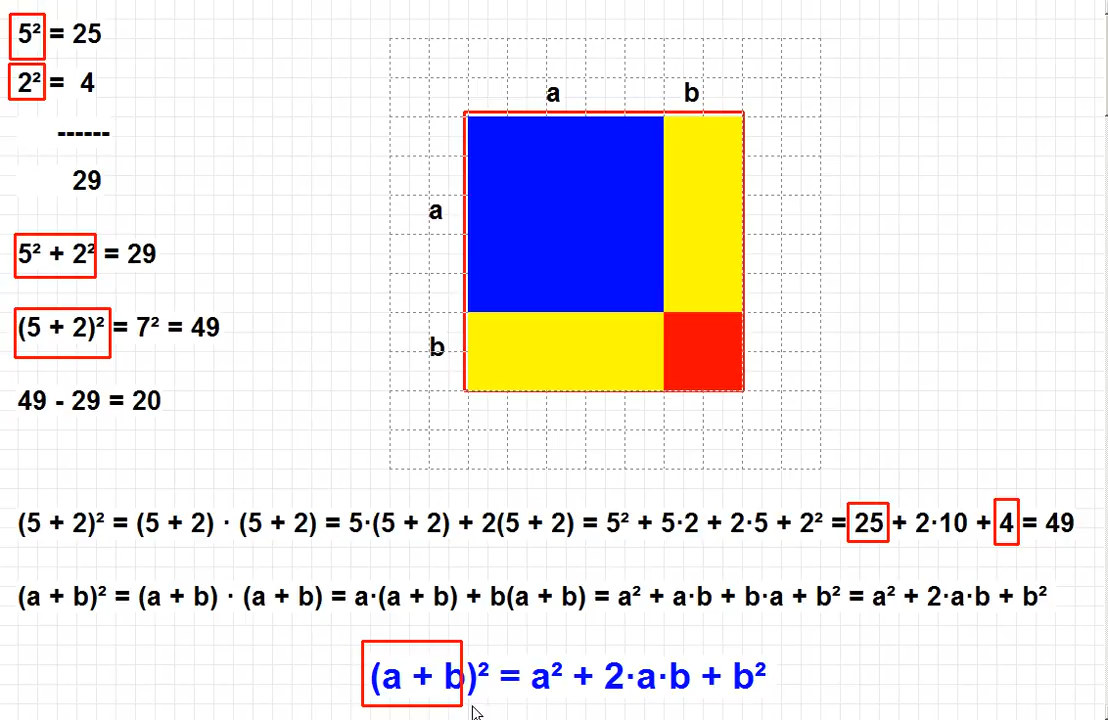 5² = 25
2² = 4
------
29
5² + 2² = 29
(5 + 2)² = 7² = 49
49 - 29 = 20
a b
a
b
(5 + 2)² = (5 + 2) · (5 + 2) = 5·(5 + 2) + 2(5 + 2) = 5² + 5·2 + 2·5 + 2² = 25 + 2·10 + 4 = 49
(a + b)² = (a + b) · (a + b) = a·(a + b) + b(a + b) = a² + a·b + b·a + b² = a² + 2·a·b + b²
(a + b)² = a² + 2·a·b + b²